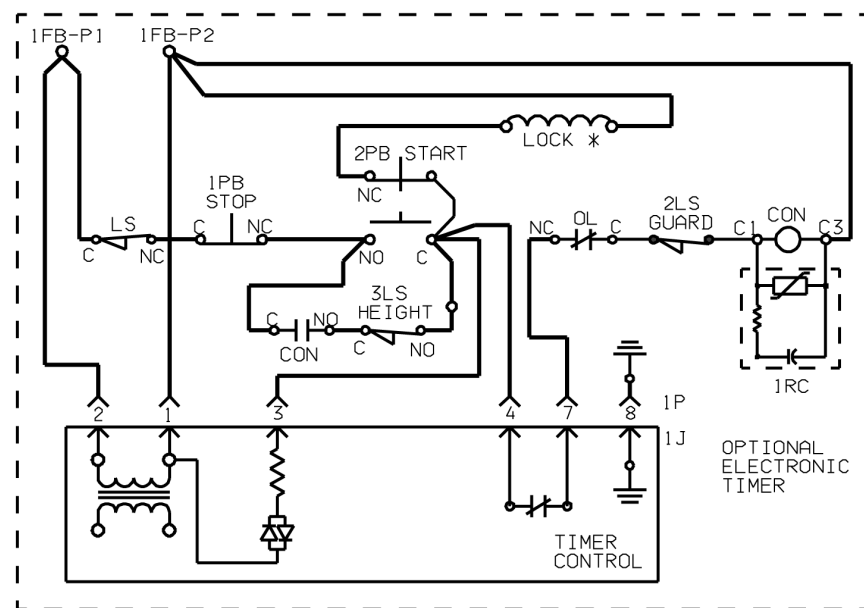 1FB-P1
1FB-P2
LOCK *
2PB START
NC
1PB
STOP
LS
C
NC
C
NC
NO
C
NC
OL
C
2LS
GUARD
C1
CON
C3
3LS
HEIGHT
C
NO
CON
C
NO
1RC
2
1
3
4
7
8
1P
1J
OPTIONAL
ELECTRONIC
TIMER
TIMER
CONTROL